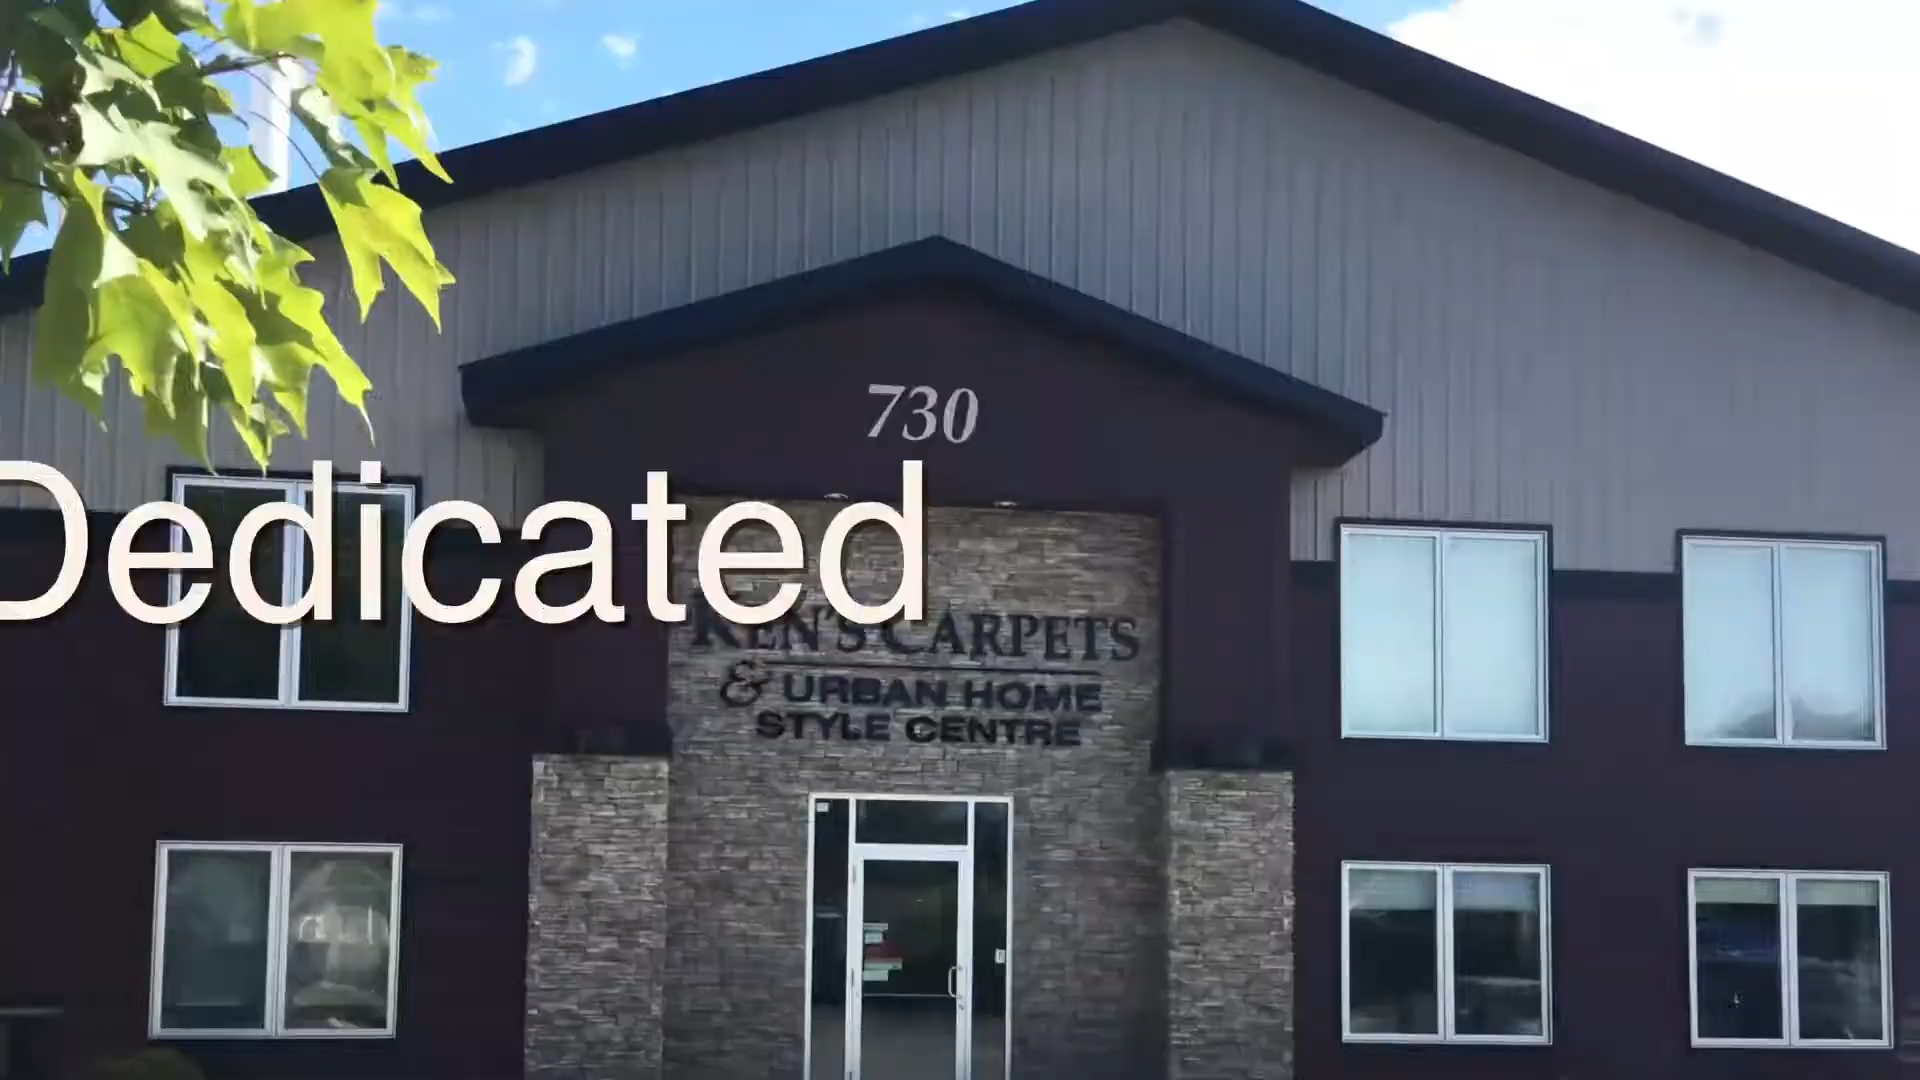 730
Dedicated
KEN'S CARPETS
& URBAN HOME
STYLE CENTRE